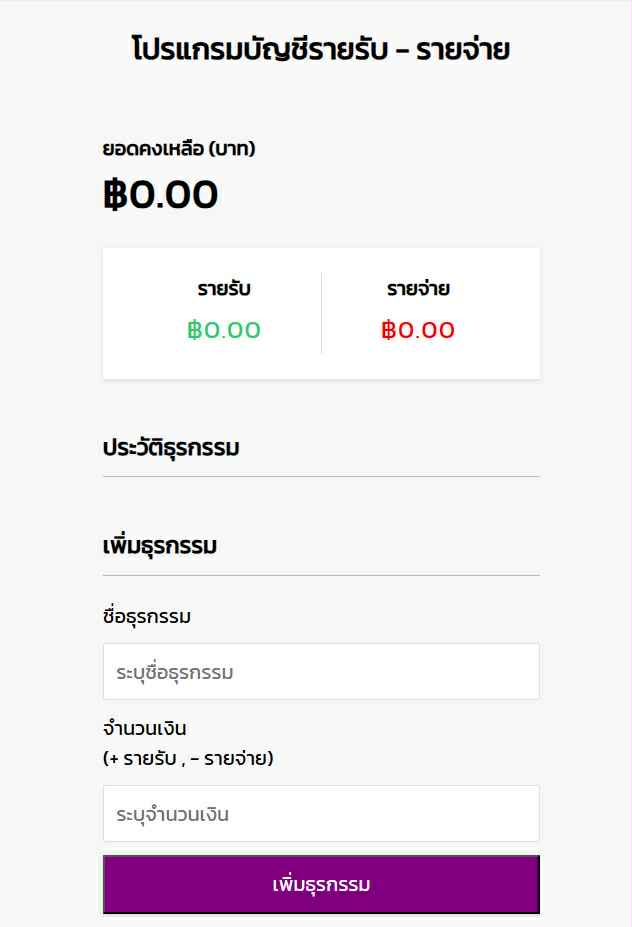 โปรแกรมบัญชีรายรับ - รายจ่าย
ยอดคงเหลือ (บาท)
฿0.00
รายรับ
฿0.00
รายจ่าย
฿0.00
ประวัติธุรกรรม
เพิ่มธุรกรรม
ชื่อธุรกรรม
ระบุชื่อธุรกรรม
จำนวนเงิน
(+ รายรับ , - รายจ่าย)
ระบุจำนวนเงิน
เพิ่มธุรกรรม